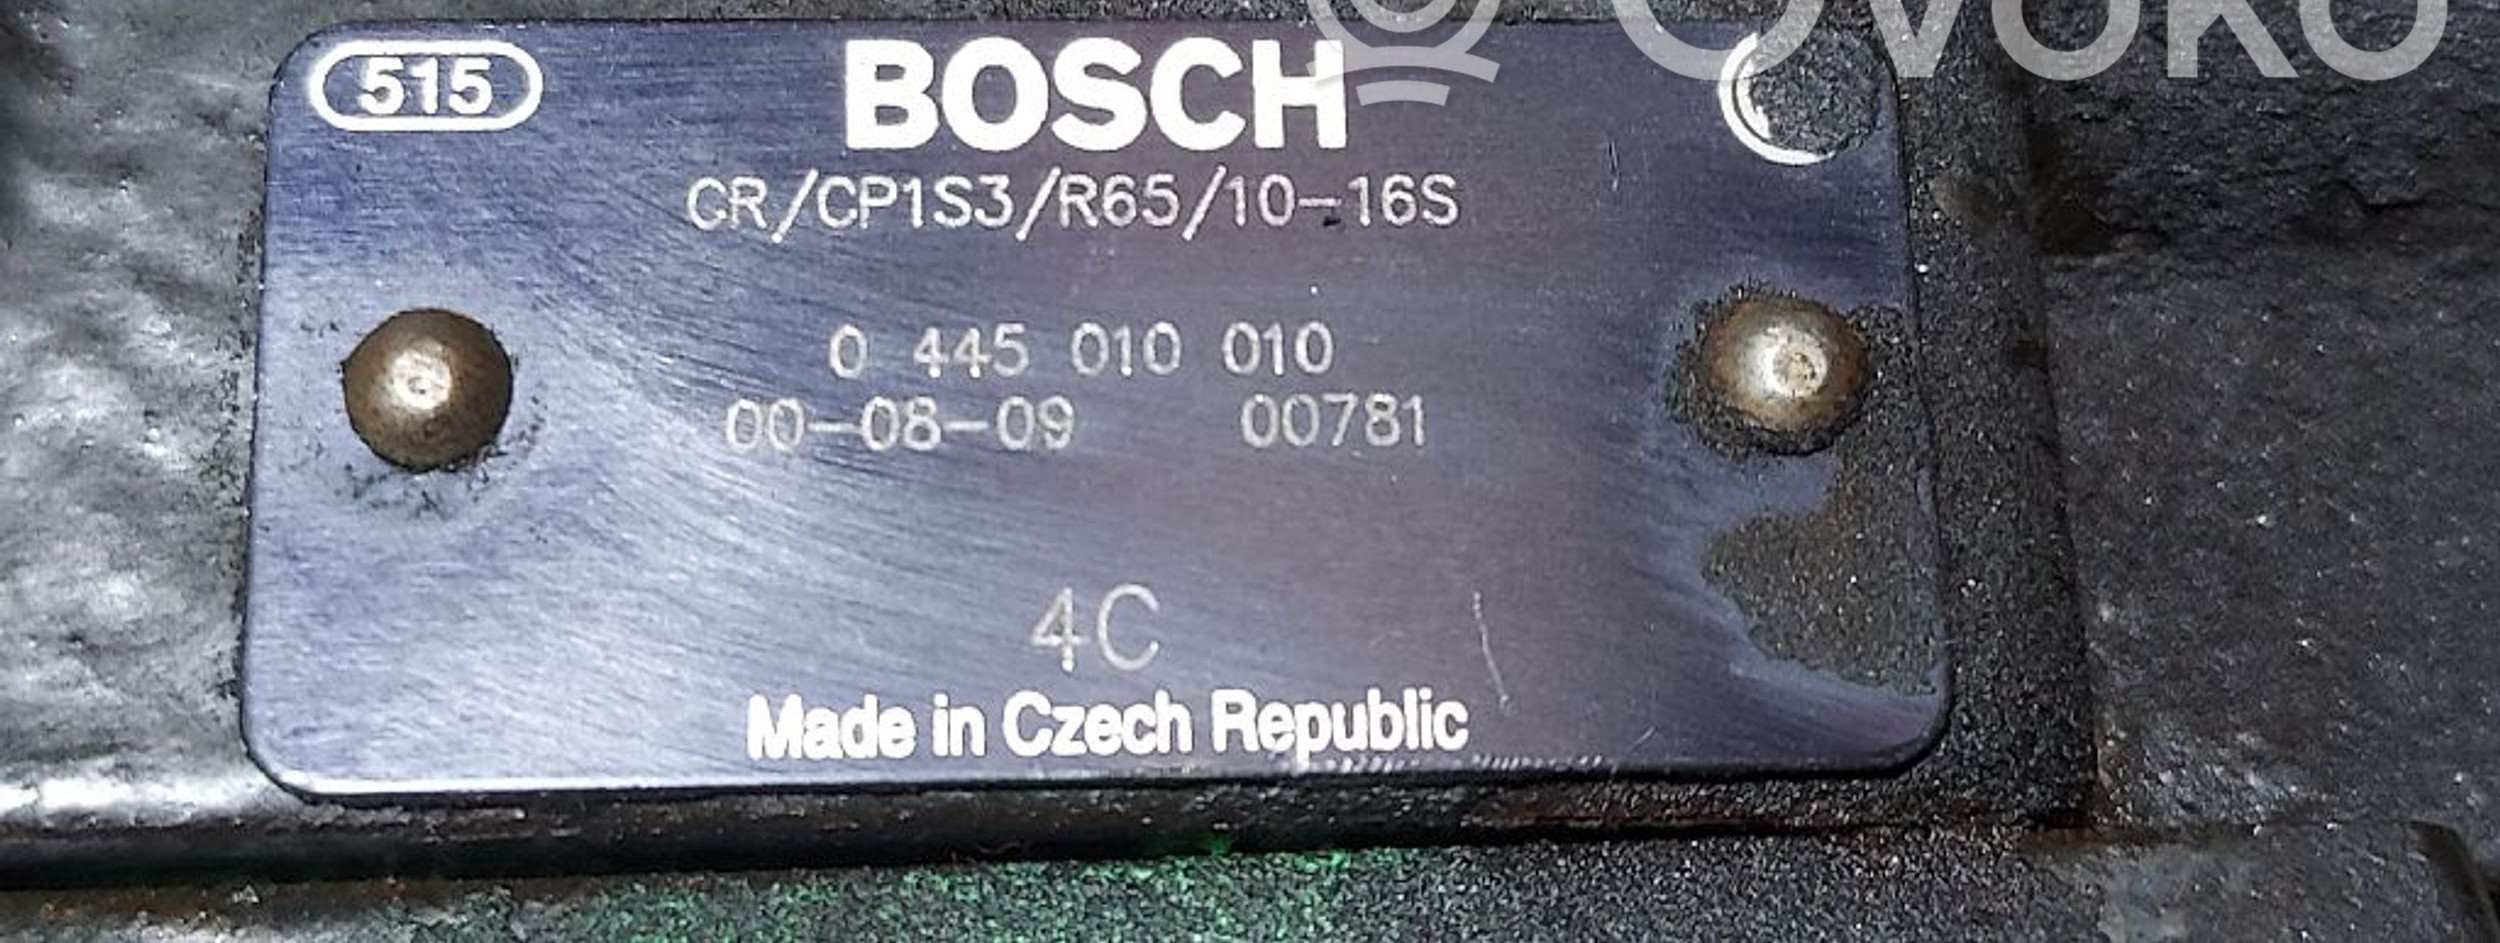 Ovoko
515
BOSCH
CR/CP1S3/R65/10-16S
0 445 010 010
00-08-09 00781
4C
Made in Czech Republic